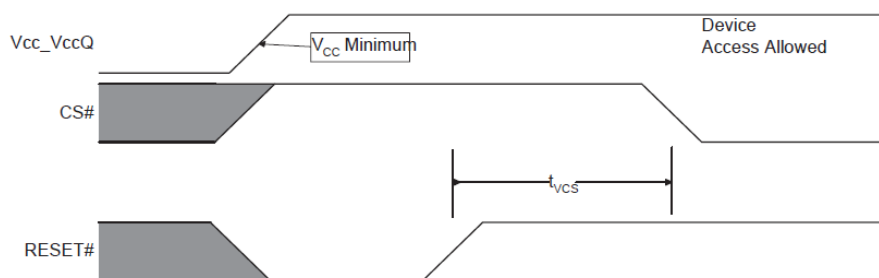 Vcc_VccQ
VCC Minimum
Device
Access Allowed
CS#
tVCS
RESET#